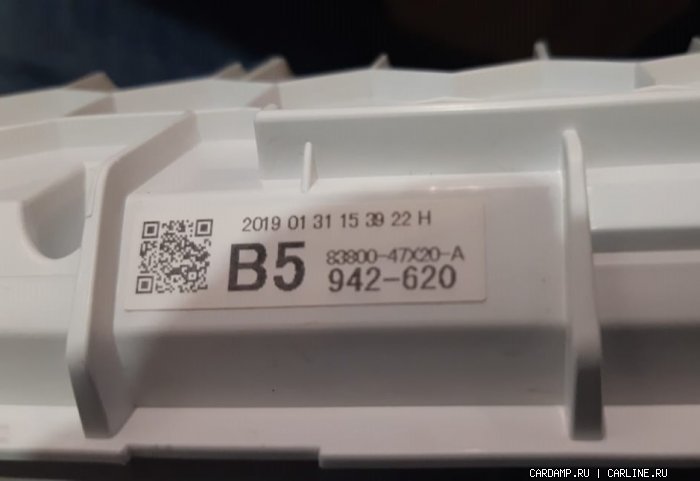 2019 01 31 15 39 22 H
B5 83800-47X20-A
942-620
CARDAMP.RU | CARLINE.RU